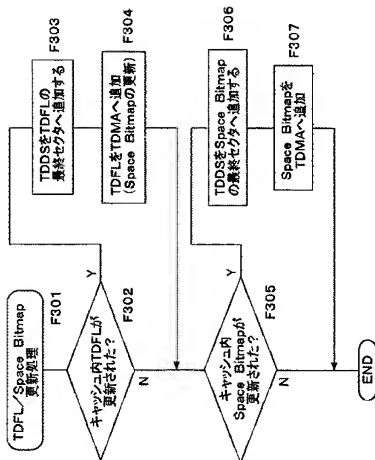 TDFL／Space Bitmap
更新処理
F301
キャッシュ内TDFLが
更新された？
F302
Y
N
TDDSをTDFLの
最終セクタへ追加する
F303
TDFLをTDMAへ追加
(Space Bitmapの更新)
F304
キャッシュ内
Space Bitmapが
更新された？
F305
Y
N
TDDSをSpace Bitmap
の最終セクタへ追加する
F306
Space Bitmapを
TDMAへ追加
F307
END